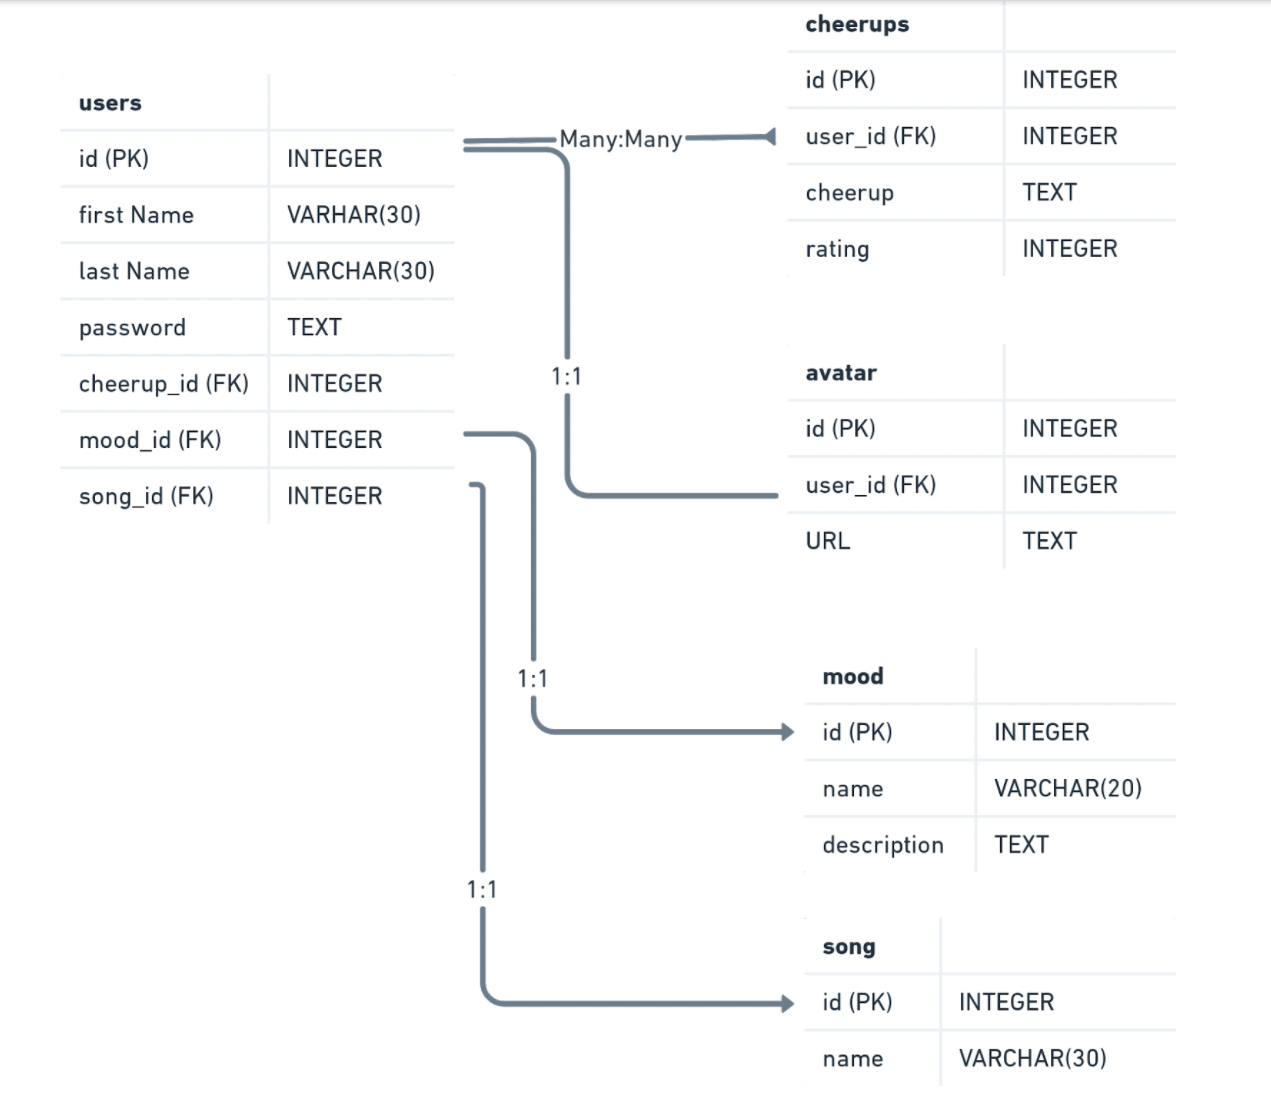 users
id (PK) INTEGER
first Name VARHAR(30)
last Name VARCHAR(30)
password TEXT
cheerup_id (FK) INTEGER
mood_id (FK) INTEGER
song_id (FK) INTEGER
Many:Many
1:1
1:1
1:1
cheerups
id (PK) INTEGER
user_id (FK) INTEGER
cheerup TEXT
rating INTEGER
avatar
id (PK) INTEGER
user_id (FK) INTEGER
URL TEXT
mood
id (PK) INTEGER
name VARCHAR(20)
description TEXT
song
id (PK) INTEGER
name VARCHAR(30)